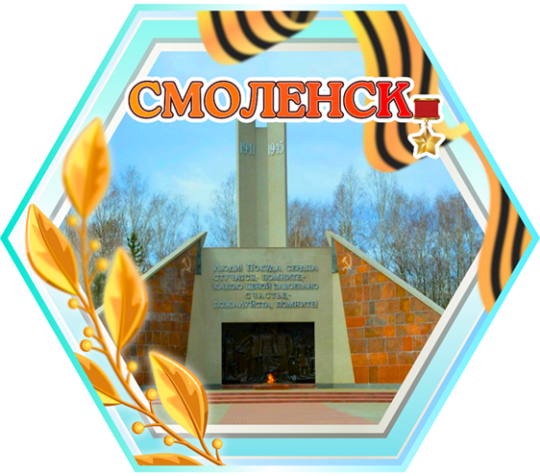 СМОЛЕНСК
1941 1945
ЛЮДИ! ПОКУДА СЕРДЦА
СТУЧАТСЯ, ПОМНИТЕ,
КАКОЮ ЦЕНОЙ ЗАВОЕВАНО
СЧАСТЬЕ,
ПОЖАЛУЙСТА, ПОМНИТЕ!